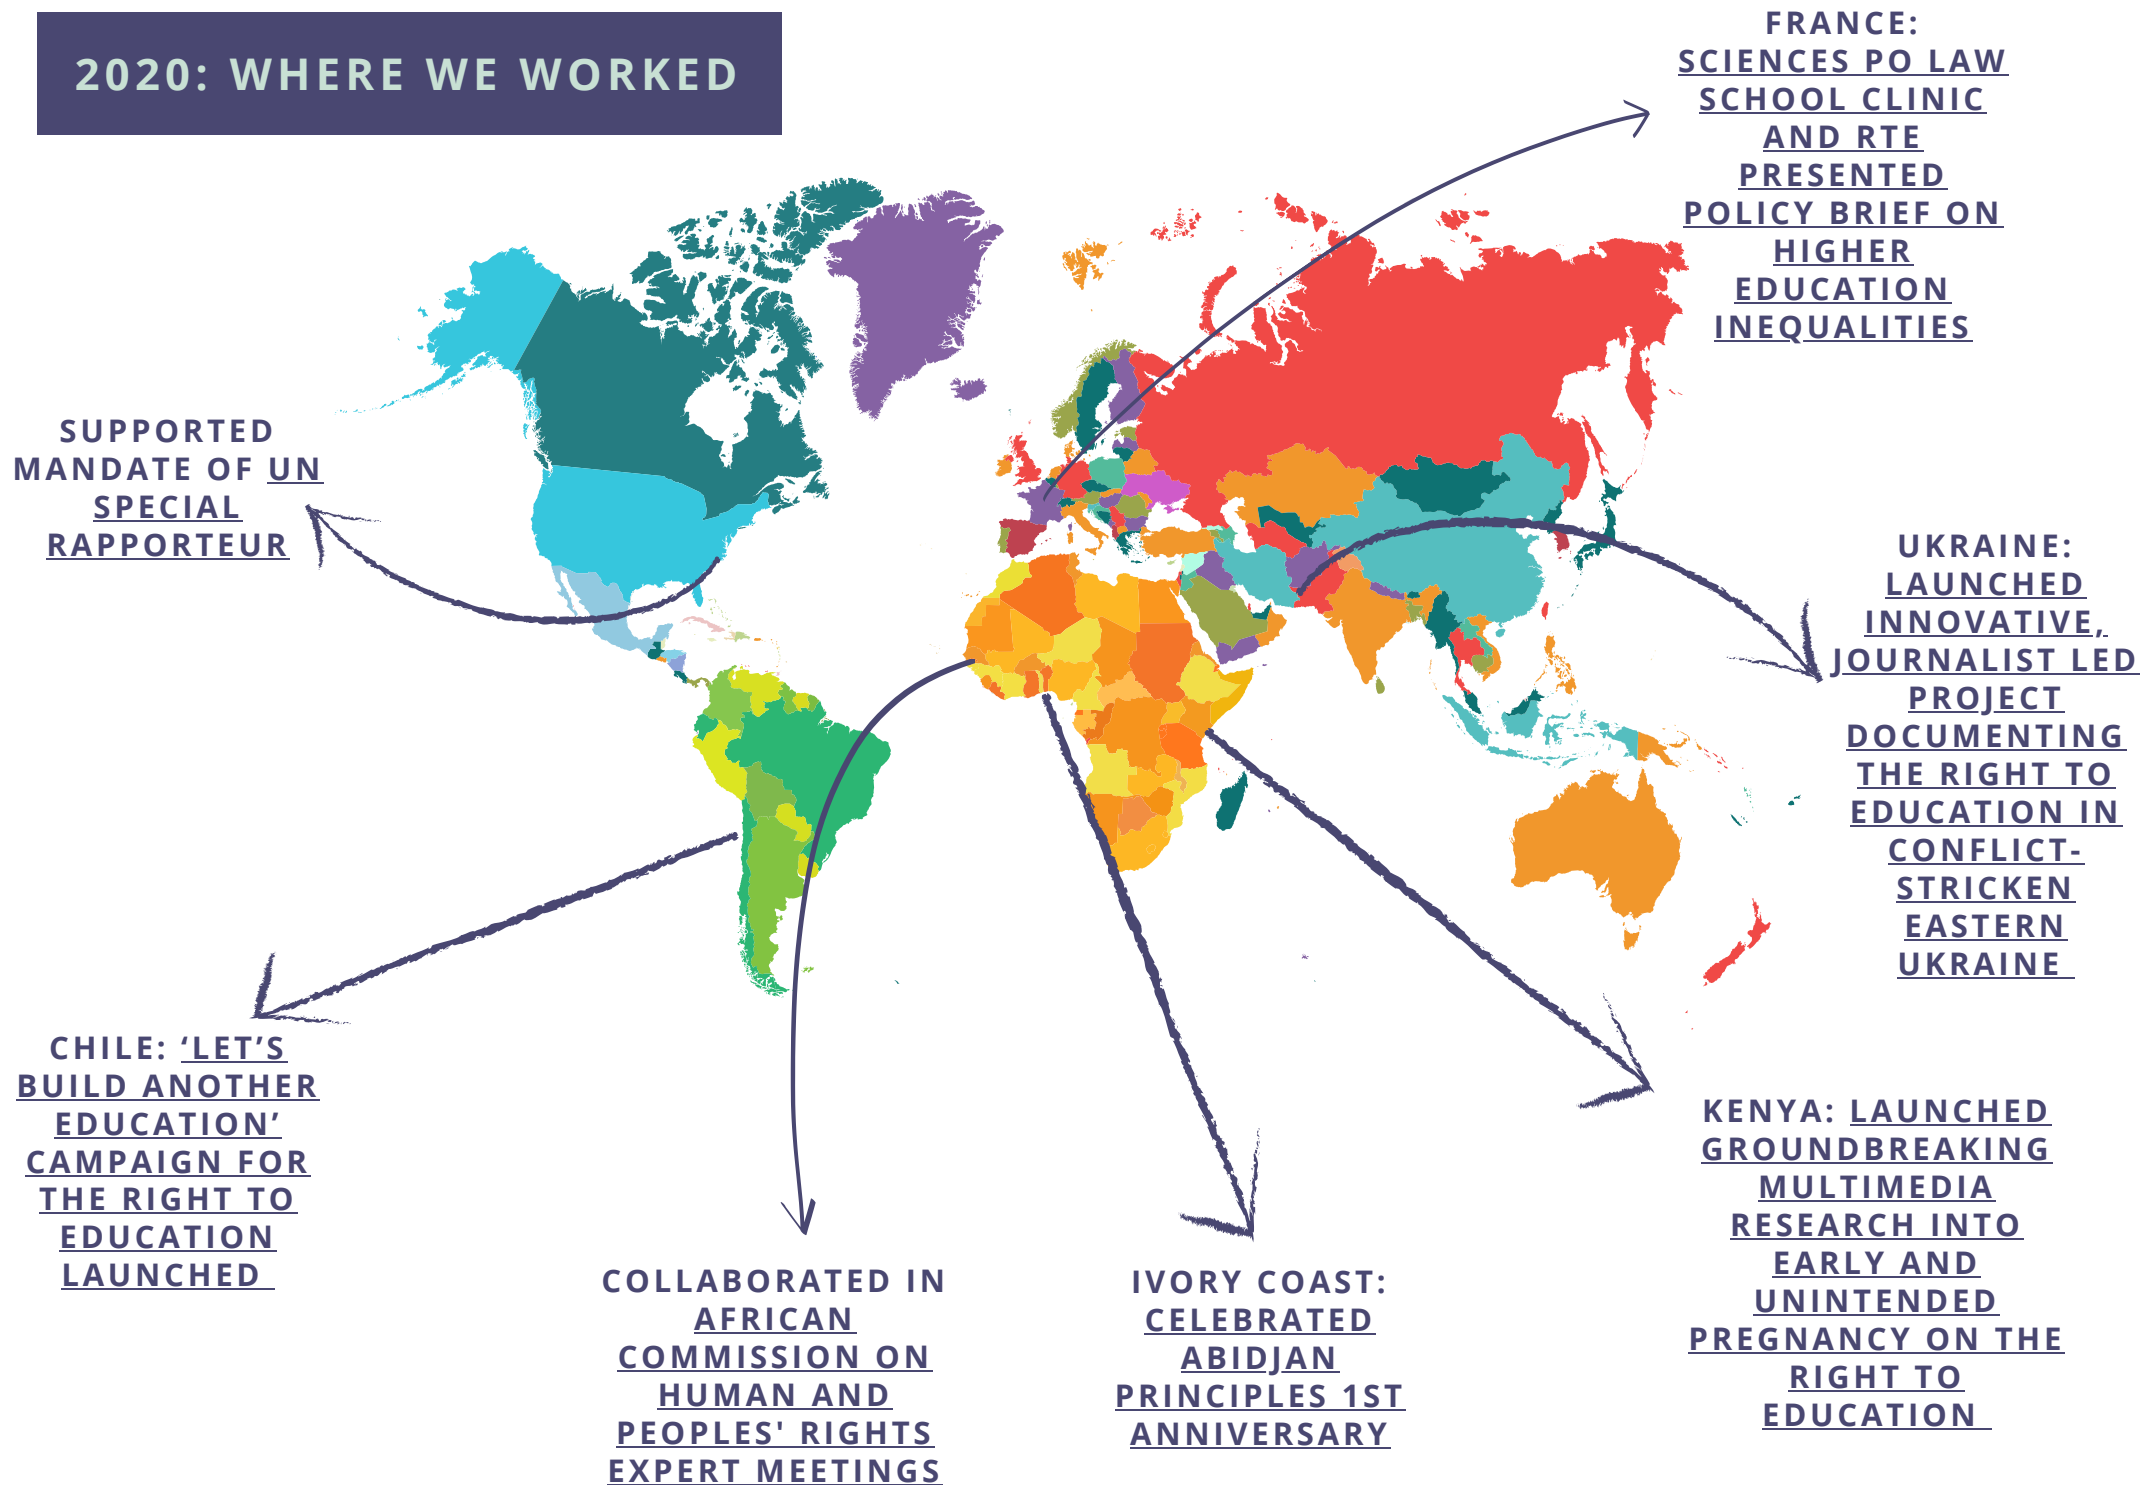 2020: WHERE WE WORKED
FRANCE:
SCIENCES PO LAW
SCHOOL CLINIC
AND RTE
PRESENTED
POLICY BRIEF ON
HIGHER
EDUCATION
INEQUALITIES
SUPPORTED
MANDATE OF UN
SPECIAL
RAPPORTEUR
UKRAINE:
LAUNCHED
INNOVATIVE,
JOURNALIST LED
PROJECT
DOCUMENTING
THE RIGHT TO
EDUCATION IN
CONFLICT-
STRICKEN
EASTERN
UKRAINE
CHILE: ‘LET’S
BUILD ANOTHER
EDUCATION’
CAMPAIGN FOR
THE RIGHT TO
EDUCATION
LAUNCHED
COLLABORATED IN
AFRICAN
COMMISSION ON
HUMAN AND
PEOPLES' RIGHTS
EXPERT MEETINGS
IVORY COAST:
CELEBRATED
ABIDJAN
PRINCIPLES 1ST
ANNIVERSARY
KENYA: LAUNCHED
GROUNDBREAKING
MULTIMEDIA
RESEARCH INTO
EARLY AND
UNINTENDED
PREGNANCY ON THE
RIGHT TO
EDUCATION